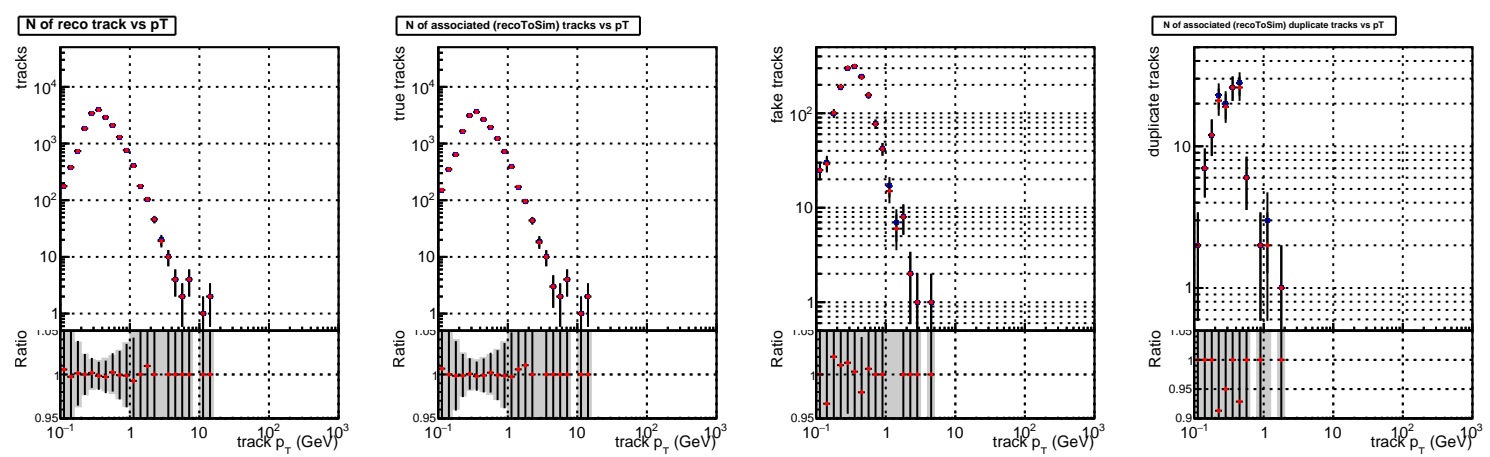 N of reco track vs pT
tracks
10^4
10^3
10^2
10
1
Ratio
1.05
1
0.95
10^-1 1 10 10^2 10^3
track p_T (GeV)
N of associated (recoToSim) tracks vs pT
true tracks
10^4
10^3
10^2
10
1
Ratio
1.05
1
0.95
10^-1 1 10 10^2 10^3
track p_T (GeV)
fake tracks
10^2
10
1
Ratio
1.05
1
0.95
10^-1 1 10 10^2 10^3
track p_T (GeV)
N of associated (recoToSim) duplicate tracks vs pT
duplicate tracks
10
1
Ratio
1.05
1
0.95
0.9
10^-1 1 10 10^2 10^3
track p_T (GeV)